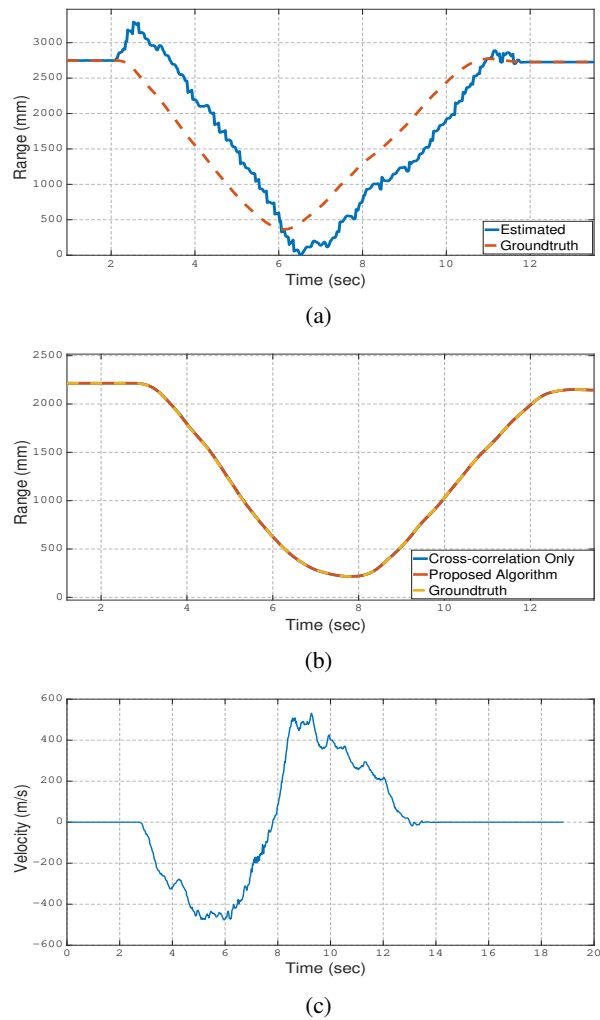 3000
2500
2000
1500
1000
500
0
Range (mm)
2 4 6 8 10 12
Time (sec)
Estimated
Groundtruth
(a)
2500
2000
1500
1000
500
0
Range (mm)
2 4 6 8 10 12
Time (sec)
Cross-correlation Only
Proposed Algorithm
Groundtruth
(b)
600
400
200
0
−200
−400
−600
Velocity (m/s)
0 2 4 6 8 10 12 14 16 18 20
Time (sec)
(c)